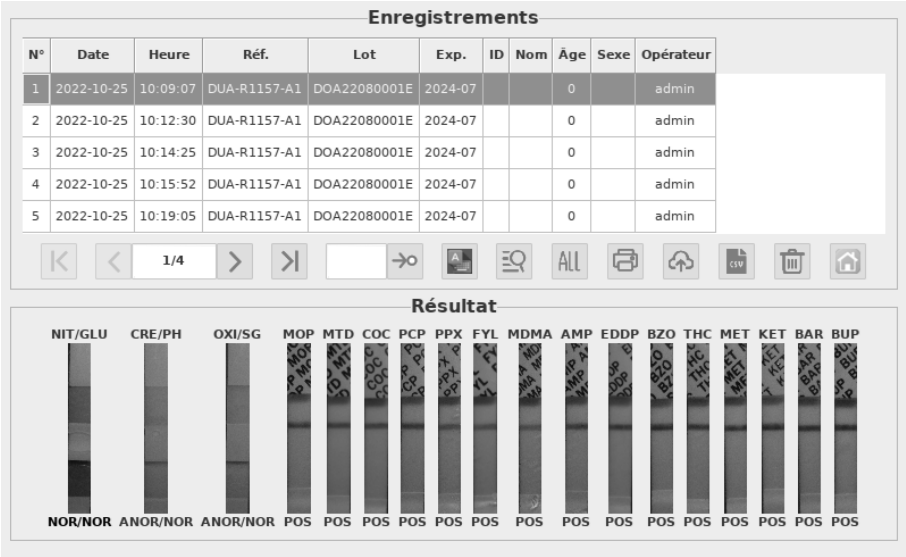 Enregistrements
N° Date Heure Réf. Lot Exp. ID Nom Âge Sexe Opérateur
1 2022-10-25 10:09:07 DUA-R1157-A1 DOA22080001E 2024-07 0 admin
2 2022-10-25 10:12:30 DUA-R1157-A1 DOA22080001E 2024-07 0 admin
3 2022-10-25 10:14:25 DUA-R1157-A1 DOA22080001E 2024-07 0 admin
4 2022-10-25 10:15:52 DUA-R1157-A1 DOA22080001E 2024-07 0 admin
5 2022-10-25 10:19:05 DUA-R1157-A1 DOA22080001E 2024-07 0 admin
1/4 A ALL CSV
Résultat
NIT/GLU CRE/PH OXI/SG MOP MTD COC PCP PPX FYL MDMA AMP EDDP BZO THC MET KET BAR BUP
NOR/NOR ANOR/NOR ANOR/NOR POS POS POS POS POS POS POS POS POS POS POS POS POS POS POS